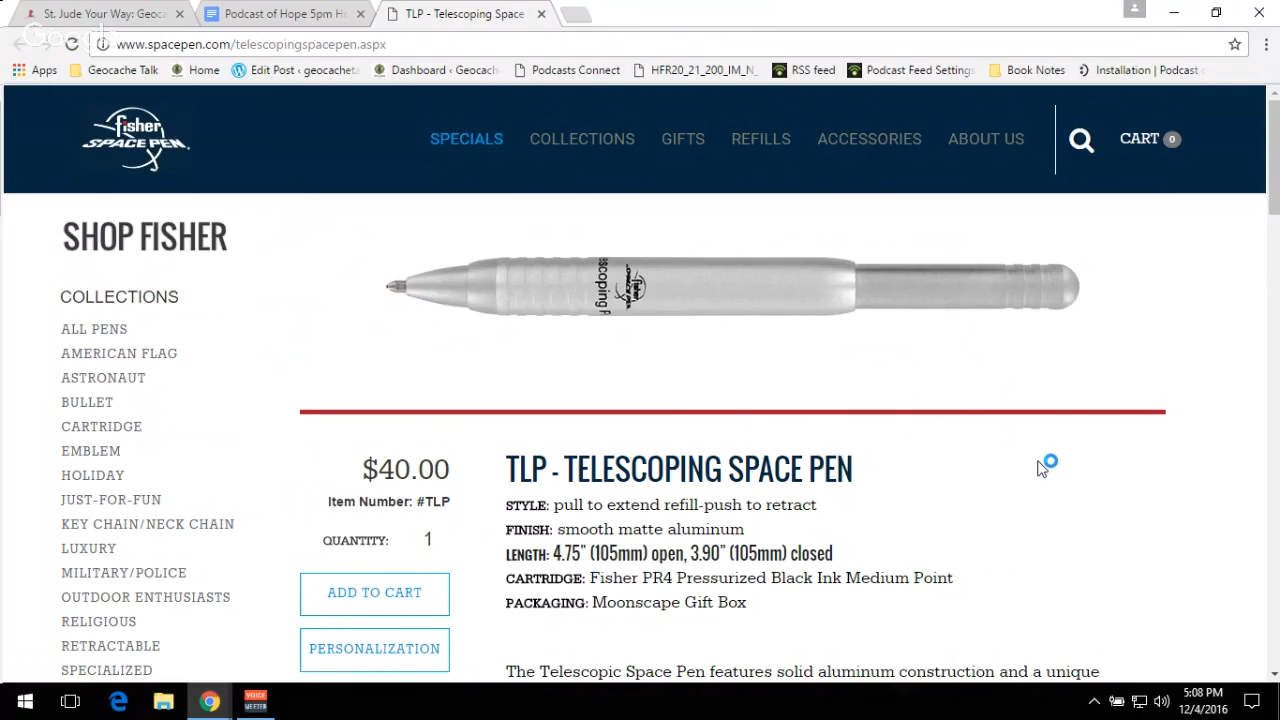 St. Jude Your Way: Geoca
Podcast of Hope 5pm Ho
TLP - Telescoping Space
Google
www.spacepen.com/telescopingspacepen.aspx
Apps Geocache Talk Home Edit Post ‹ geocacheta Dashboard ‹ Geocach Podcasts Connect HFR20_21_200_IM_N_ RSS feed Podcast Feed Settings Book Notes Installation | Podcast o
fisher
SPACE PEN
SPECIALS COLLECTIONS GIFTS REFILLS ACCESSORIES ABOUT US CART 0
SHOP FISHER
COLLECTIONS
ALL PENS
AMERICAN FLAG
ASTRONAUT
BULLET
CARTRIDGE
EMBLEM
HOLIDAY
JUST-FOR-FUN
KEY CHAIN/NECK CHAIN
LUXURY
MILITARY/POLICE
OUTDOOR ENTHUSIASTS
RELIGIOUS
RETRACTABLE
SPECIALIZED
$40.00
Item Number: #TLP
QUANTITY: 1
ADD TO CART
PERSONALIZATION
TLP - TELESCOPING SPACE PEN
STYLE: pull to extend refill-push to retract
FINISH: smooth matte aluminum
LENGTH: 4.75" (105mm) open, 3.90" (105mm) closed
CARTRIDGE: Fisher PR4 Pressurized Black Ink Medium Point
PACKAGING: Moonscape Gift Box
The Telescopic Space Pen features solid aluminum construction and a unique
VOICE
MEETER
5:08 PM
12/4/2016